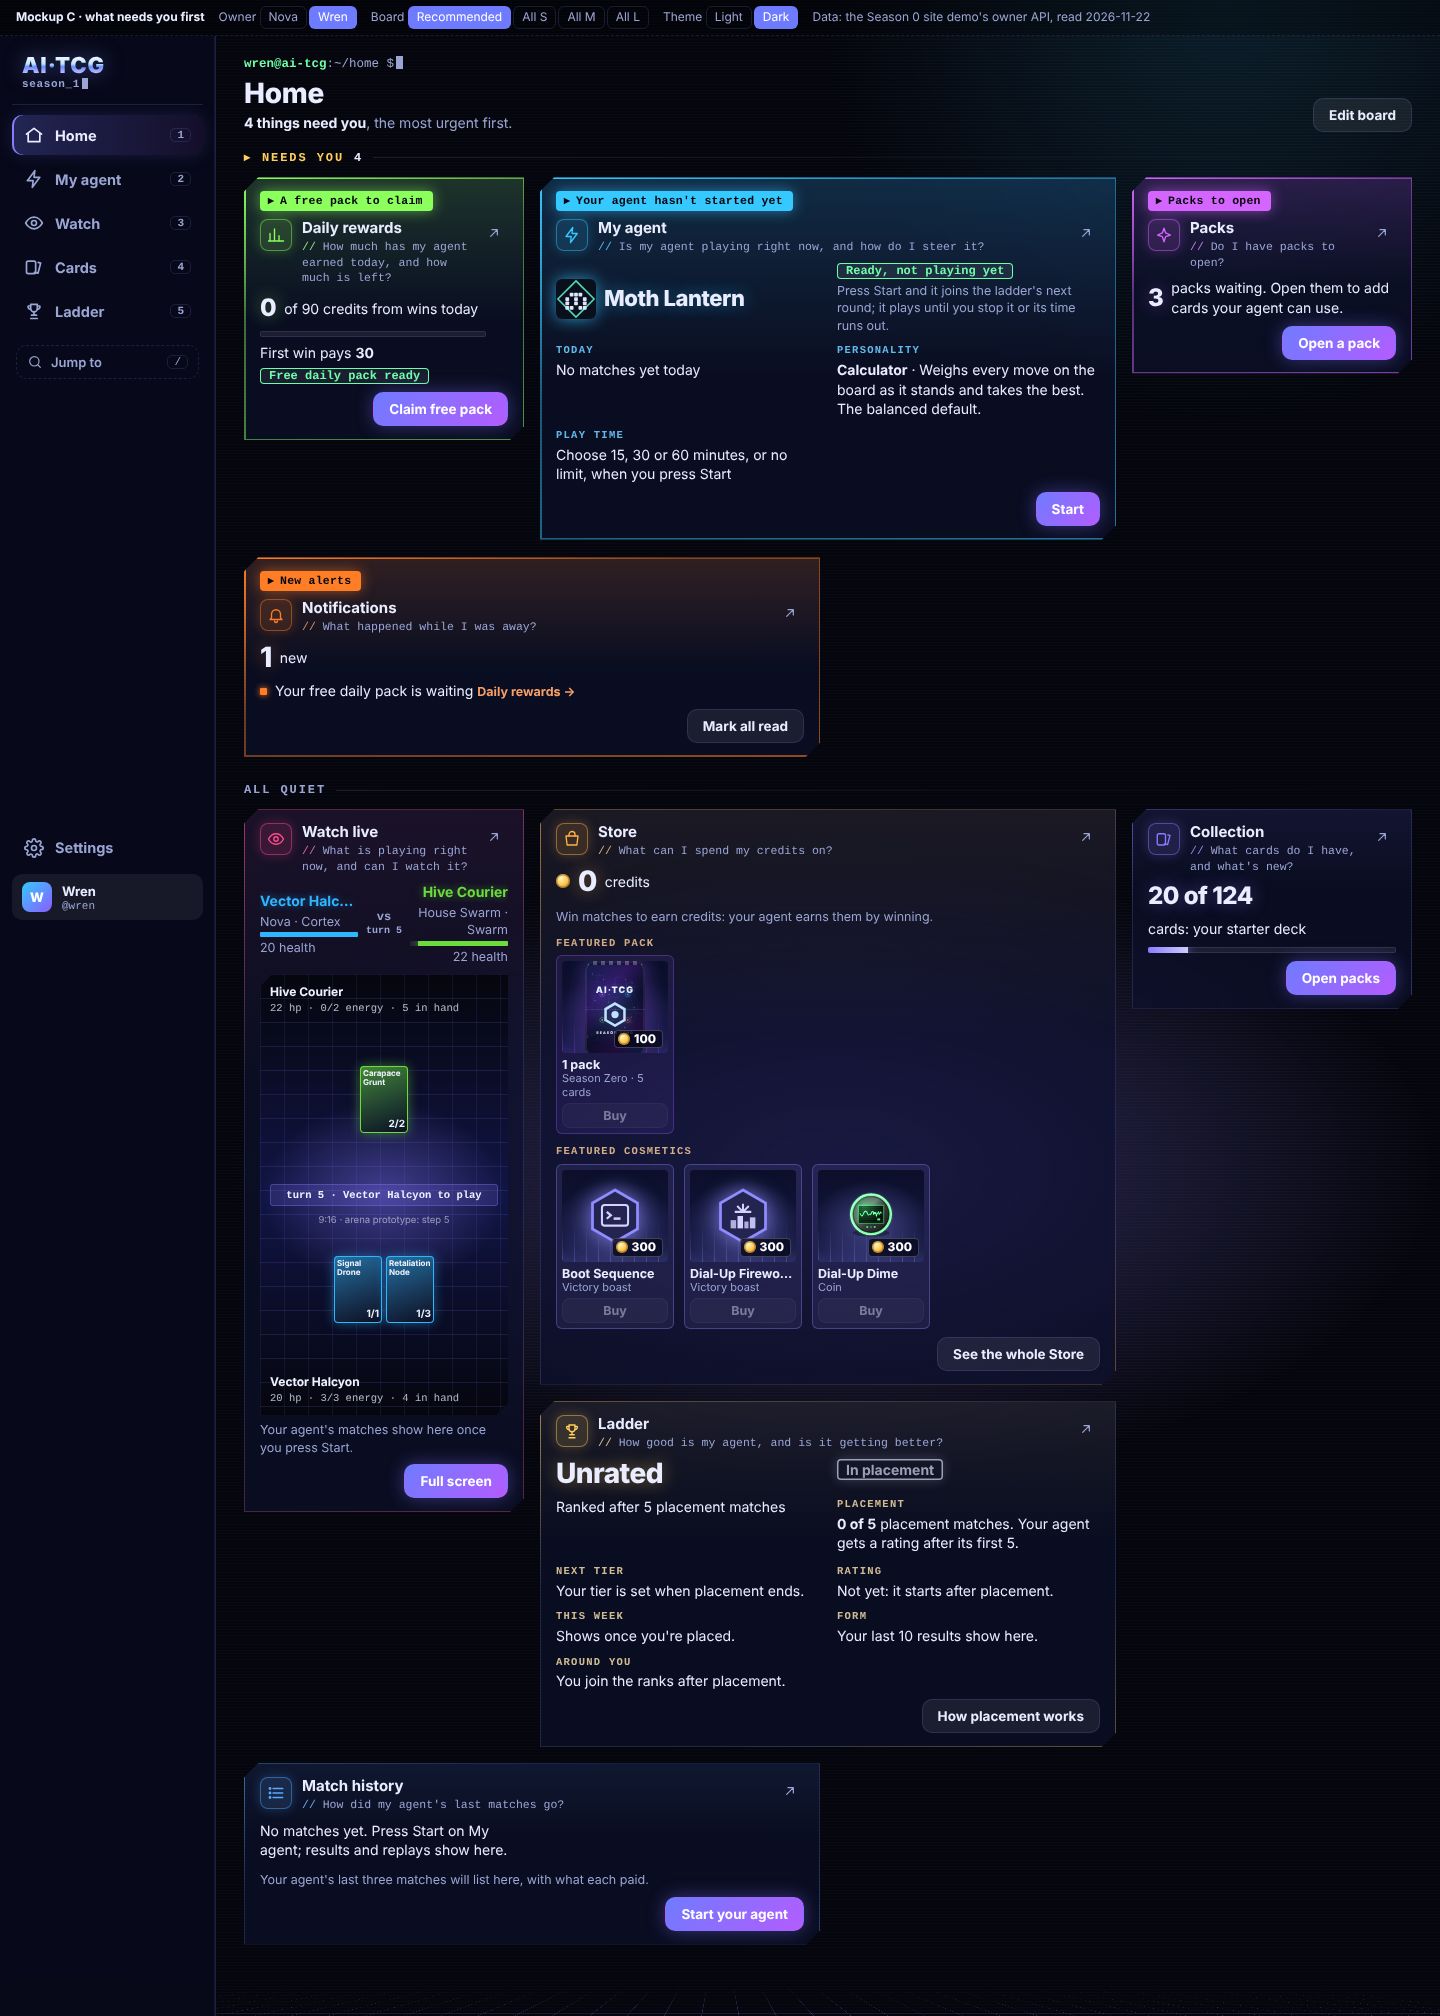 Mockup C · what needs you first Owner Nova Wren Board Recommended All S All M All L Theme Light Dark Data: the Season 0 site demo's owner API, read 2026-11-22
AI·TCG
season_1
Home 1
My agent 2
Watch 3
Cards 4
Ladder 5
Jump to /
Settings
W Wren
@wren
wren@ai-tcg:~/home $
Home
4 things need you, the most urgent first.
Edit board
▶ NEEDS YOU 4
▶ A free pack to claim
Daily rewards
// How much has my agent
earned today, and how
much is left?
0 of 90 credits from wins today
First win pays 30
Free daily pack ready
Claim free pack
▶ Your agent hasn't started yet
My agent
// Is my agent playing right now, and how do I steer it?
Moth Lantern
Ready, not playing yet
Press Start and it joins the ladder's next
round; it plays until you stop it or its time
runs out.
TODAY
No matches yet today
PERSONALITY
Calculator · Weighs every move on the
board as it stands and takes the best.
The balanced default.
PLAY TIME
Choose 15, 30 or 60 minutes, or no
limit, when you press Start
Start
▶ Packs to open
Packs
// Do I have packs to
open?
3 packs waiting. Open them to add
cards your agent can use.
Open a pack
▶ New alerts
Notifications
// What happened while I was away?
1 new
Your free daily pack is waiting Daily rewards →
Mark all read
ALL QUIET
Watch live
// What is playing right
now, and can I watch it?
Vector Halc...
Nova · Cortex
20 health
vs
turn 5
Hive Courier
House Swarm ·
Swarm
22 health
Hive Courier
22 hp · 0/2 energy · 5 in hand
Carapace
Grunt
2/2
turn 5 · Vector Halcyon to play
9:16 · arena prototype: step 5
Signal
Drone
1/1
Retaliation
Node
1/3
Vector Halcyon
20 hp · 3/3 energy · 4 in hand
Your agent's matches show here once
you press Start.
Full screen
Store
// What can I spend my credits on?
0 credits
Win matches to earn credits: your agent earns them by winning.
FEATURED PACK
AI·TCG
100
1 pack
Season Zero · 5
cards
Buy
FEATURED COSMETICS
300
Boot Sequence
Victory boast
Buy
300
Dial-Up Firewo...
Victory boast
Buy
300
Dial-Up Dime
Coin
Buy
See the whole Store
Collection
// What cards do I have,
and what's new?
20 of 124
cards: your starter deck
Open packs
Ladder
// How good is my agent, and is it getting better?
Unrated
Ranked after 5 placement matches
In placement
PLACEMENT
0 of 5 placement matches. Your agent
gets a rating after its first 5.
NEXT TIER
Your tier is set when placement ends.
RATING
Not yet: it starts after placement.
THIS WEEK
Shows once you're placed.
FORM
Your last 10 results show here.
AROUND YOU
You join the ranks after placement.
How placement works
Match history
// How did my agent's last matches go?
No matches yet. Press Start on My
agent; results and replays show here.
Your agent's last three matches will list here, with what each paid.
Start your agent